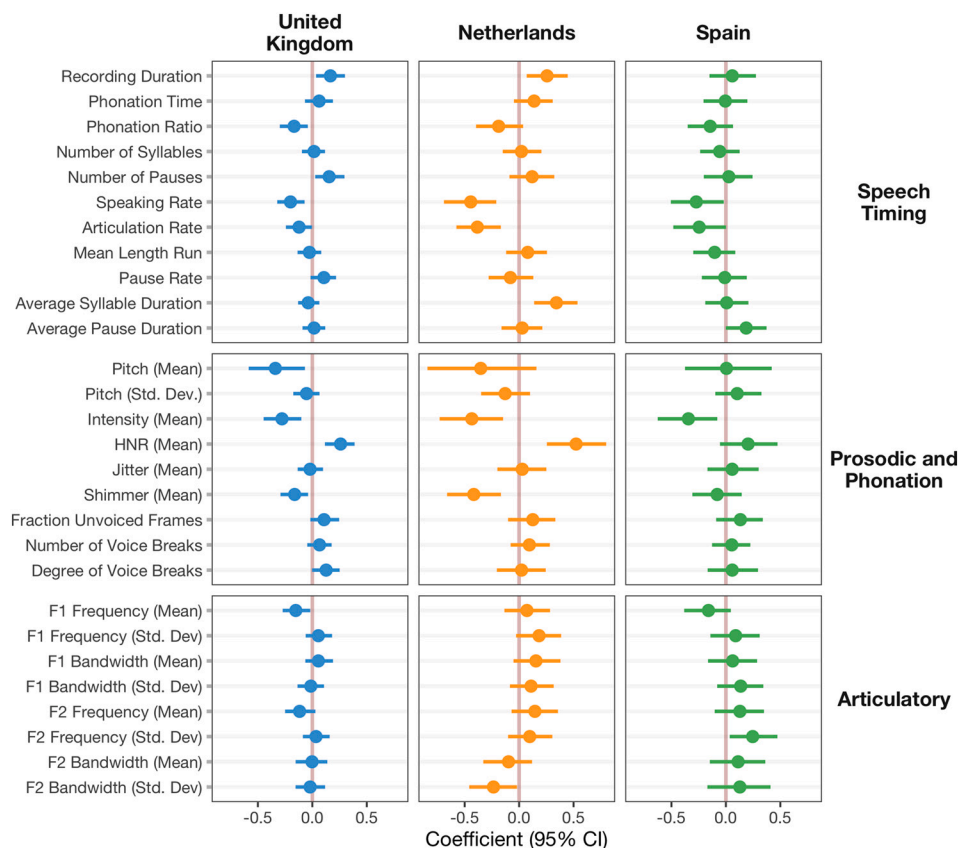 United
Kingdom
Netherlands
Spain
Recording Duration
Phonation Time
Phonation Ratio
Number of Syllables
Number of Pauses
Speaking Rate
Articulation Rate
Mean Length Run
Pause Rate
Average Syllable Duration
Average Pause Duration
Speech
Timing
Pitch (Mean)
Pitch (Std. Dev.)
Intensity (Mean)
HNR (Mean)
Jitter (Mean)
Shimmer (Mean)
Fraction Unvoiced Frames
Number of Voice Breaks
Degree of Voice Breaks
Prosodic and
Phonation
F1 Frequency (Mean)
F1 Frequency (Std. Dev)
F1 Bandwidth (Mean)
F1 Bandwidth (Std. Dev)
F2 Frequency (Mean)
F2 Frequency (Std. Dev)
F2 Bandwidth (Mean)
F2 Bandwidth (Std. Dev)
Articulatory
-0.5 0.0 0.5 -0.5 0.0 0.5 -0.5 0.0 0.5
Coefficient (95% CI)